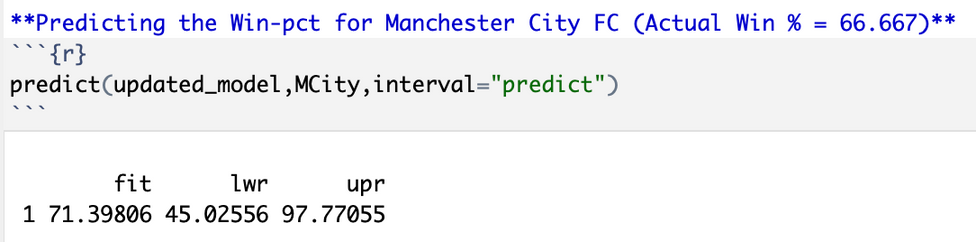 **Predicting the Win-pct for Manchester City FC (Actual Win % = 66.667)**
```{r}
predict(updated_model,MCity,interval="predict")
```
fit lwr upr
1 71.39806 45.02556 97.77055